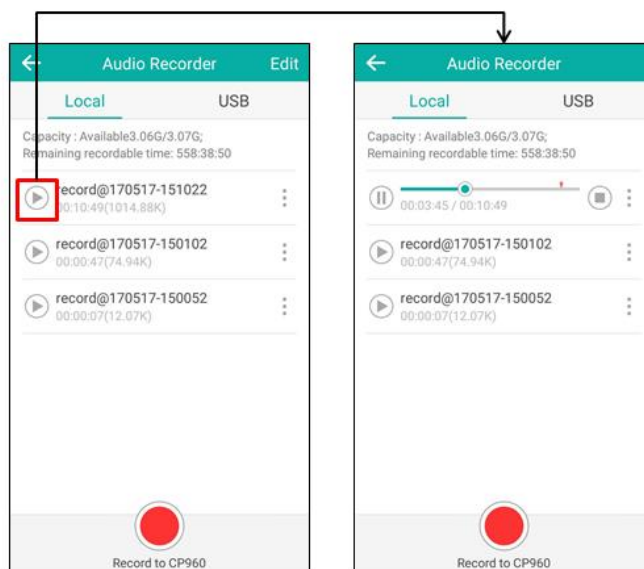 Audio Recorder Edit
Local USB
Capacity : Available3.06G/3.07G;
Remaining recordable time: 558:38:50
record@170517-151022
00:10:49(1014.88K)
record@170517-150102
00:00:47(74.94K)
record@170517-150052
00:00:07(12.07K)
Record to CP960
Audio Recorder
Local USB
Capacity : Available3.06G/3.07G;
Remaining recordable time: 558:38:50
00:03:45 / 00:10:49
record@170517-150102
00:00:47(74.94K)
record@170517-150052
00:00:07(12.07K)
Record to CP960